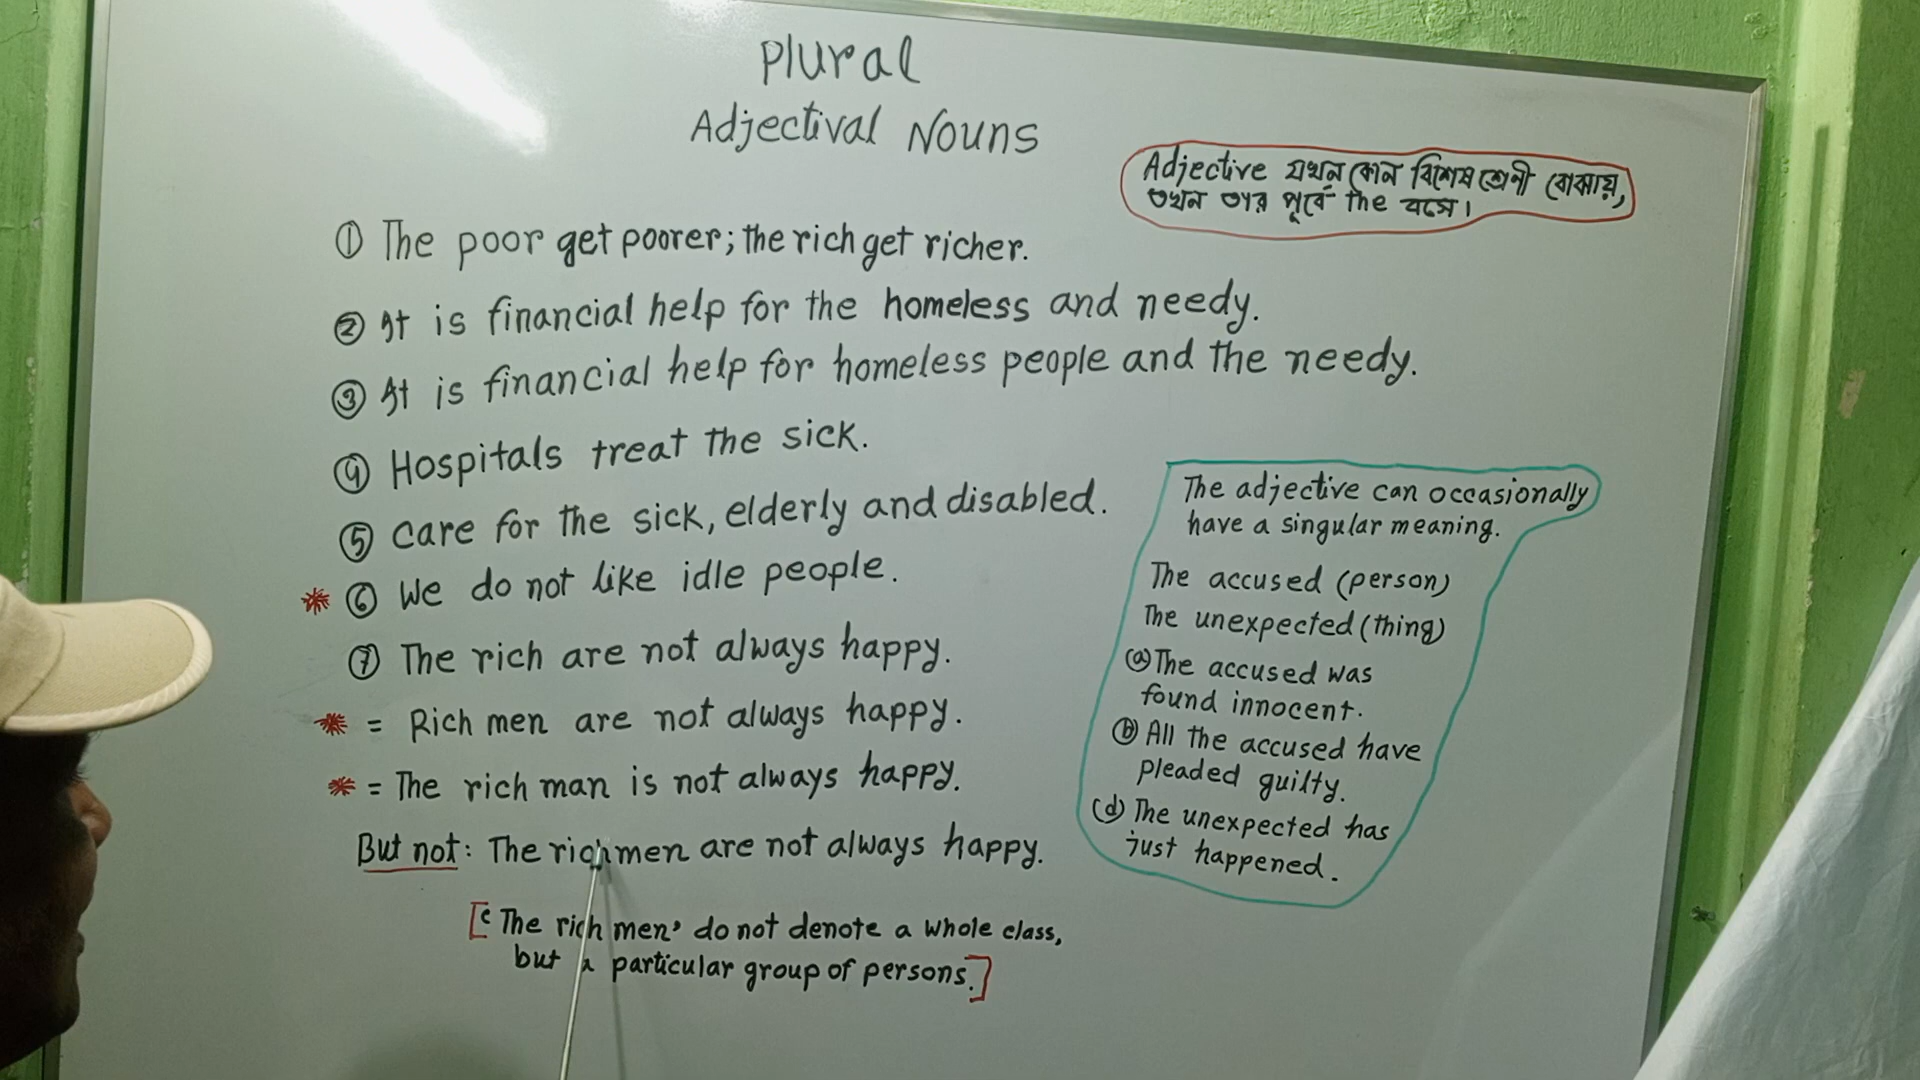 Plural
Adjectival Nouns
Adjective যখন কোন বিশেষ শ্রেণী বোঝায়,
তখন তার পূর্বে the বসে।
① The poor get poorer; the rich get richer.
② It is financial help for the homeless and needy.
③ It is financial help for homeless people and the needy.
④ Hospitals treat the sick.
⑤ Care for the sick, elderly and disabled.
* ⑥ We do not like idle people.
⑦ The rich are not always happy.
* = Rich men are not always happy.
* = The rich man is not always happy.
But not: The rich men are not always happy.
['The rich men' do not denote a whole class,
but a particular group of persons.]
The adjective can occasionally
have a singular meaning.
The accused (person)
The unexpected (thing)
(a) The accused was
found innocent.
(b) All the accused have
pleaded guilty.
(d) The unexpected has
just happened.